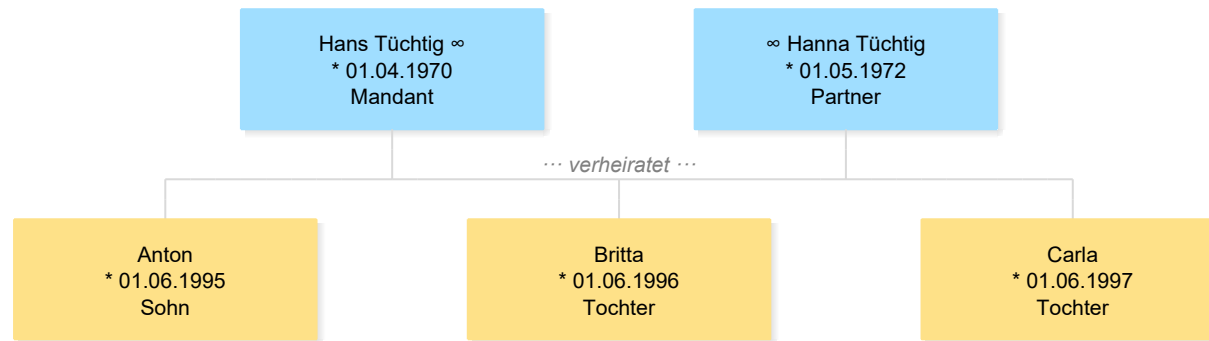 Hans Tüchtig ∞
* 01.04.1970
Mandant
∞ Hanna Tüchtig
* 01.05.1972
Partner
··· verheiratet ···
Anton
* 01.06.1995
Sohn
Britta
* 01.06.1996
Tochter
Carla
* 01.06.1997
Tochter